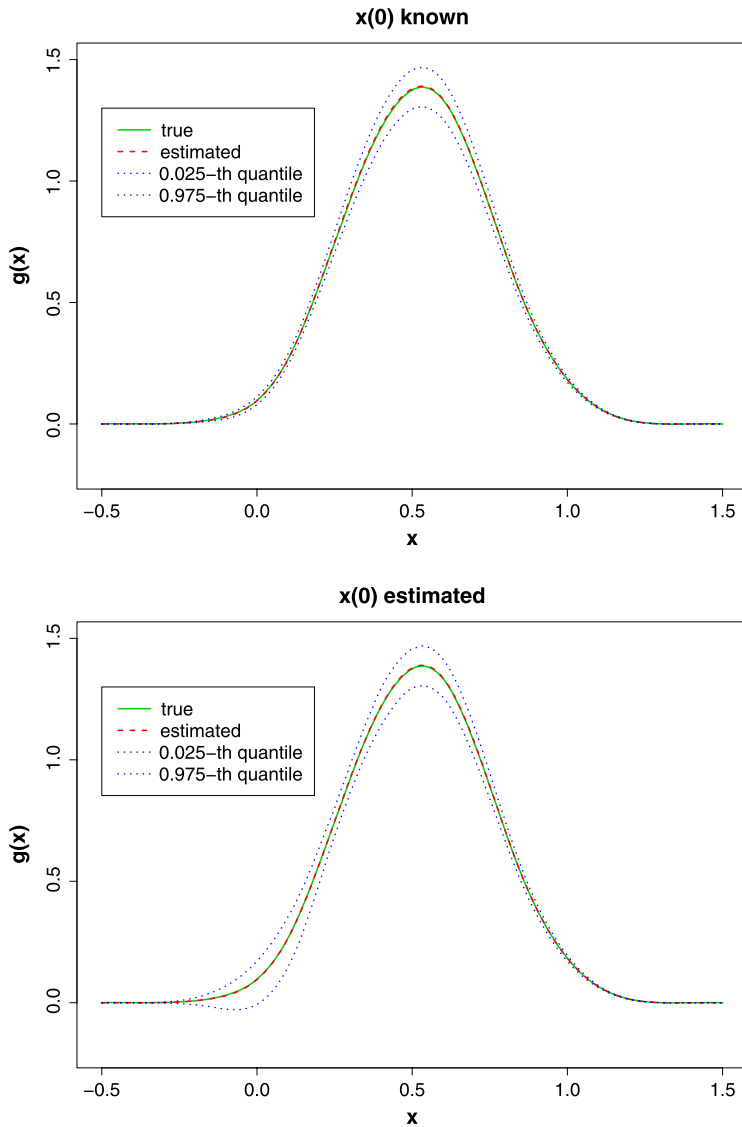 x(0) known
1.5
1.0
0.5
0.0
g(x)
true
estimated
0.025−th quantile
0.975−th quantile
−0.5
0.0
0.5
1.0
1.5
x
x(0) estimated
1.5
1.0
0.5
0.0
g(x)
true
estimated
0.025−th quantile
0.975−th quantile
−0.5
0.0
0.5
1.0
1.5
x